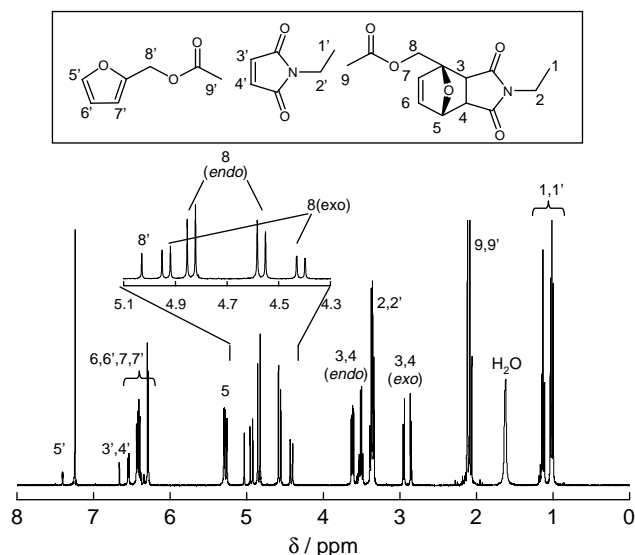 5' O 8' O
6' 7' O 9'
3' 4' O N O 1' 2'
O 8 O 3 1
9 O 7 O N 2
6 5 4 O
8
(endo)
8(exo)
8'
5.1 4.9 4.7 4.5 4.3
1,1'
9,9'
2,2'
6,6',7,7'
5
3,4
(endo)
3,4
(exo)
H2O
5'
3',4'
8 7 6 5 4 3 2 1 0
δ / ppm